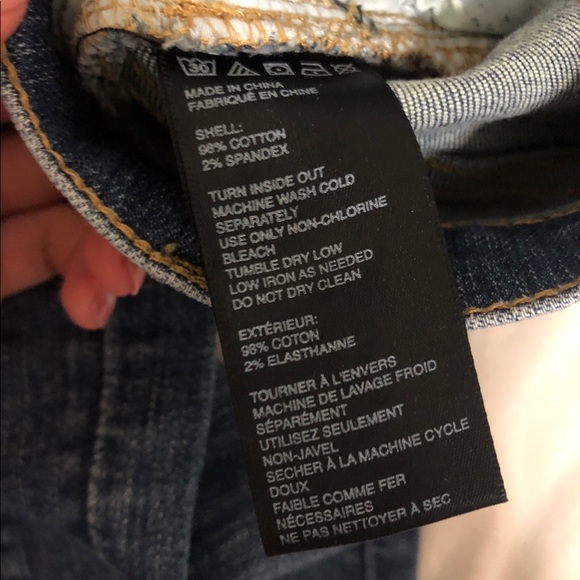 30
MADE IN CHINA
FABRIQUÉ EN CHINE
SHELL:
98% COTTON
2% SPANDEX
TURN INSIDE OUT
MACHINE WASH COLD
SEPARATELY
USE ONLY NON-CHLORINE
BLEACH
TUMBLE DRY LOW
LOW IRON AS NEEDED
DO NOT DRY CLEAN
EXTÉRIEUR:
98% COTON
2% ELASTHANNE
TOURNER À L'ENVERS
MACHINE DE LAVAGE FROID
SÉPARÉMENT
UTILISEZ SEULEMENT
NON-JAVEL
SECHER À LA MACHINE CYCLE
DOUX
FAIBLE COMME FER
NÉCESSAIRES
NE PAS NETTOYER À SEC